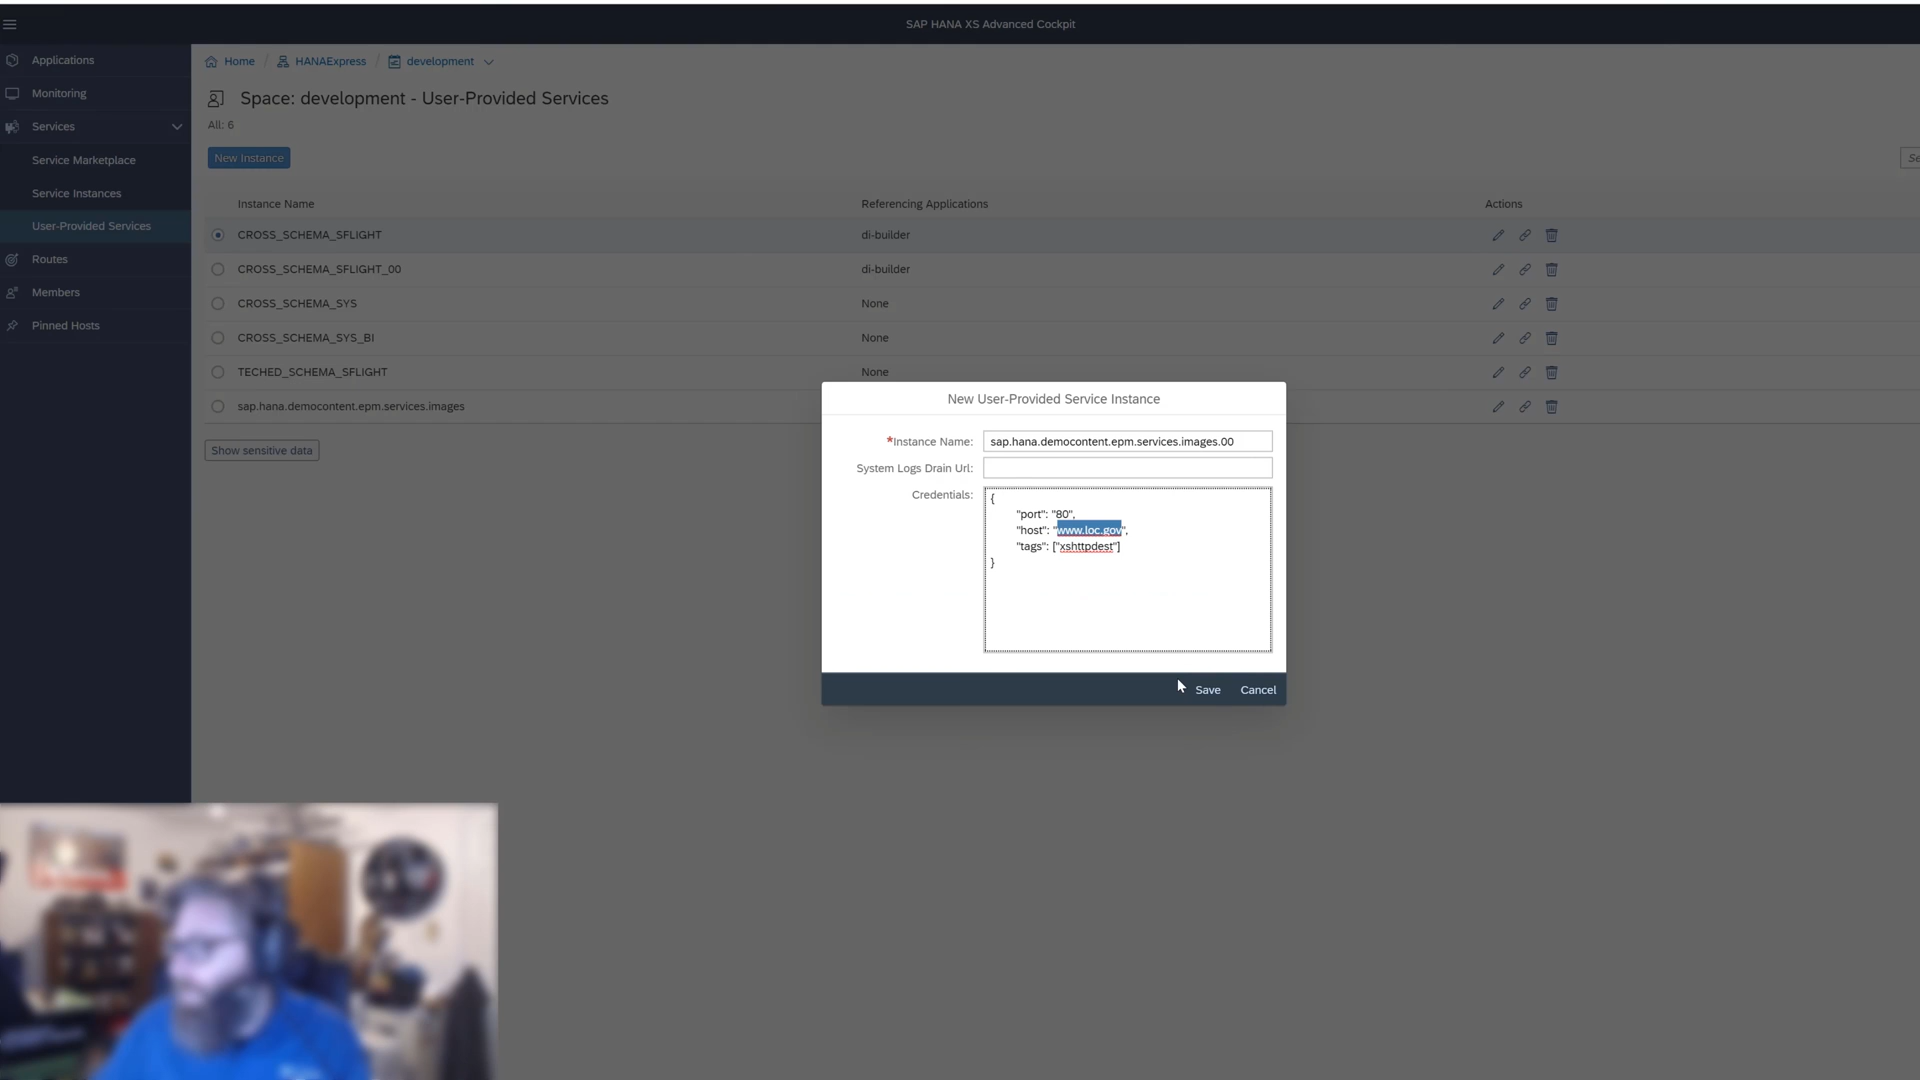 SAP HANA XS Advanced Cockpit
Applications
Monitoring
Services
Service Marketplace
Service Instances
User-Provided Services
Routes
Members
Pinned Hosts
Home / HANAExpress / development
Space: development - User-Provided Services
All: 6
New Instance
Se
Instance Name Referencing Applications Actions
CROSS_SCHEMA_SFLIGHT di-builder
CROSS_SCHEMA_SFLIGHT_00 di-builder
CROSS_SCHEMA_SYS None
CROSS_SCHEMA_SYS_BI None
TECHED_SCHEMA_SFLIGHT None
sap.hana.democontent.epm.services.images
Show sensitive data
New User-Provided Service Instance
*Instance Name: sap.hana.democontent.epm.services.images.00
System Logs Drain Url:
Credentials:
{
"port": "80",
"host": "www.loc.gov",
"tags": ["xshttpdest"]
}
Save Cancel